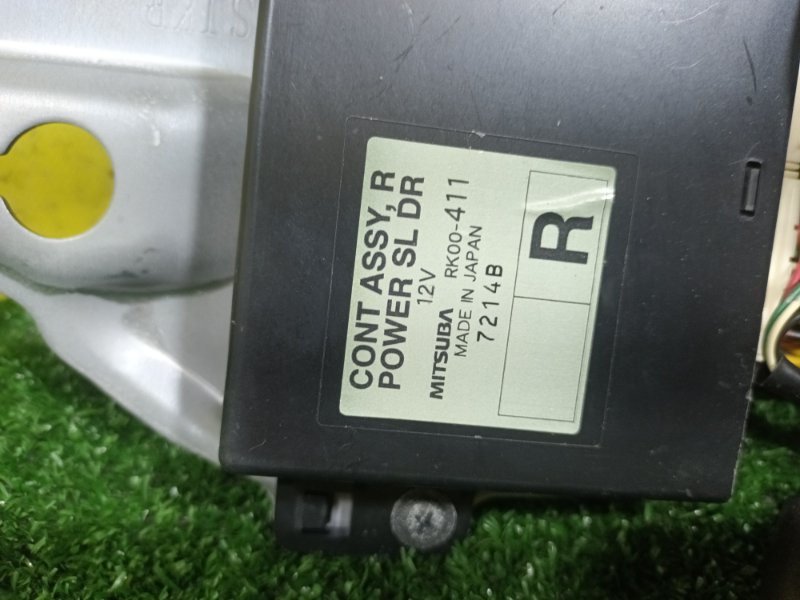 CONT ASSY, R
POWER SL DR
12V
MITSUBA RK00-411
MADE IN JAPAN
7214B
R